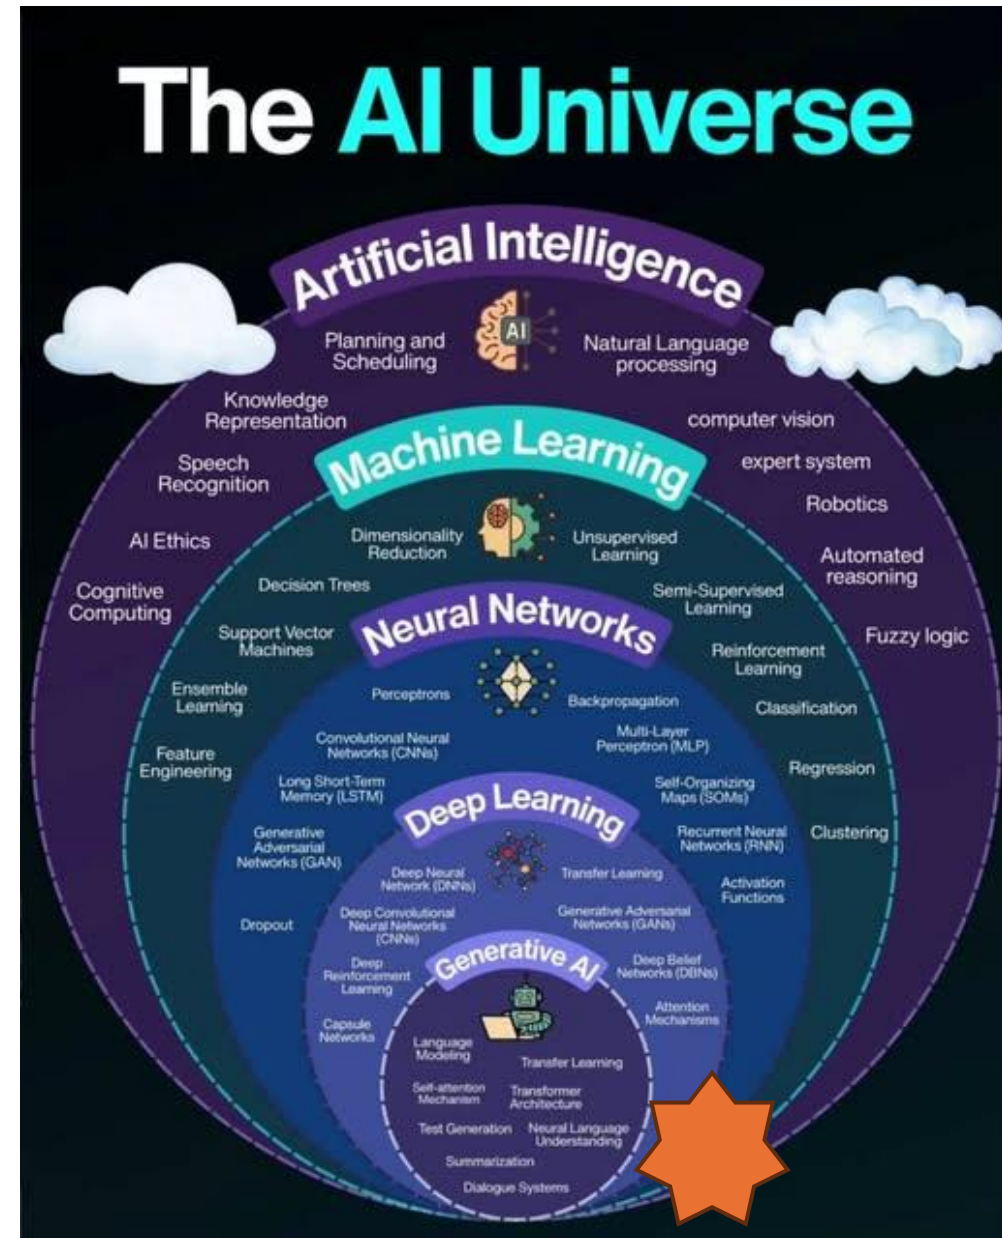 The AI Universe
Artificial Intelligence
AI
Planning and
Scheduling
Natural Language
processing
Knowledge
Representation
computer vision
Speech
Recognition
expert system
Robotics
AI Ethics
Automated
reasoning
Cognitive
Computing
Fuzzy logic
Machine Learning
Dimensionality
Reduction
Unsupervised
Learning
Decision Trees
Semi-Supervised
Learning
Support Vector
Machines
Reinforcement
Learning
Ensemble
Learning
Classification
Feature
Engineering
Regression
Clustering
Neural Networks
Perceptrons
Backpropagation
Convolutional Neural
Networks (CNNs)
Multi-Layer
Perceptron (MLP)
Long Short-Term
Memory (LSTM)
Self-Organizing
Maps (SOMs)
Generative
Adversarial
Networks (GAN)
Recurrent Neural
Networks (RNN)
Activation
Functions
Dropout
Deep Learning
Deep Neural
Network (DNNs)
Transfer Learning
Deep Convolutional
Neural Networks
(CNNs)
Generative Adversarial
Networks (GANs)
Deep
Reinforcement
Learning
Deep Belief
Networks (DBNs)
Capsule
Networks
Attention
Mechanisms
Generative AI
Language
Modeling
Transfer Learning
Self-attention
Mechanism
Transformer
Architecture
Test Generation
Neural Language
Understanding
Summarization
Dialogue Systems